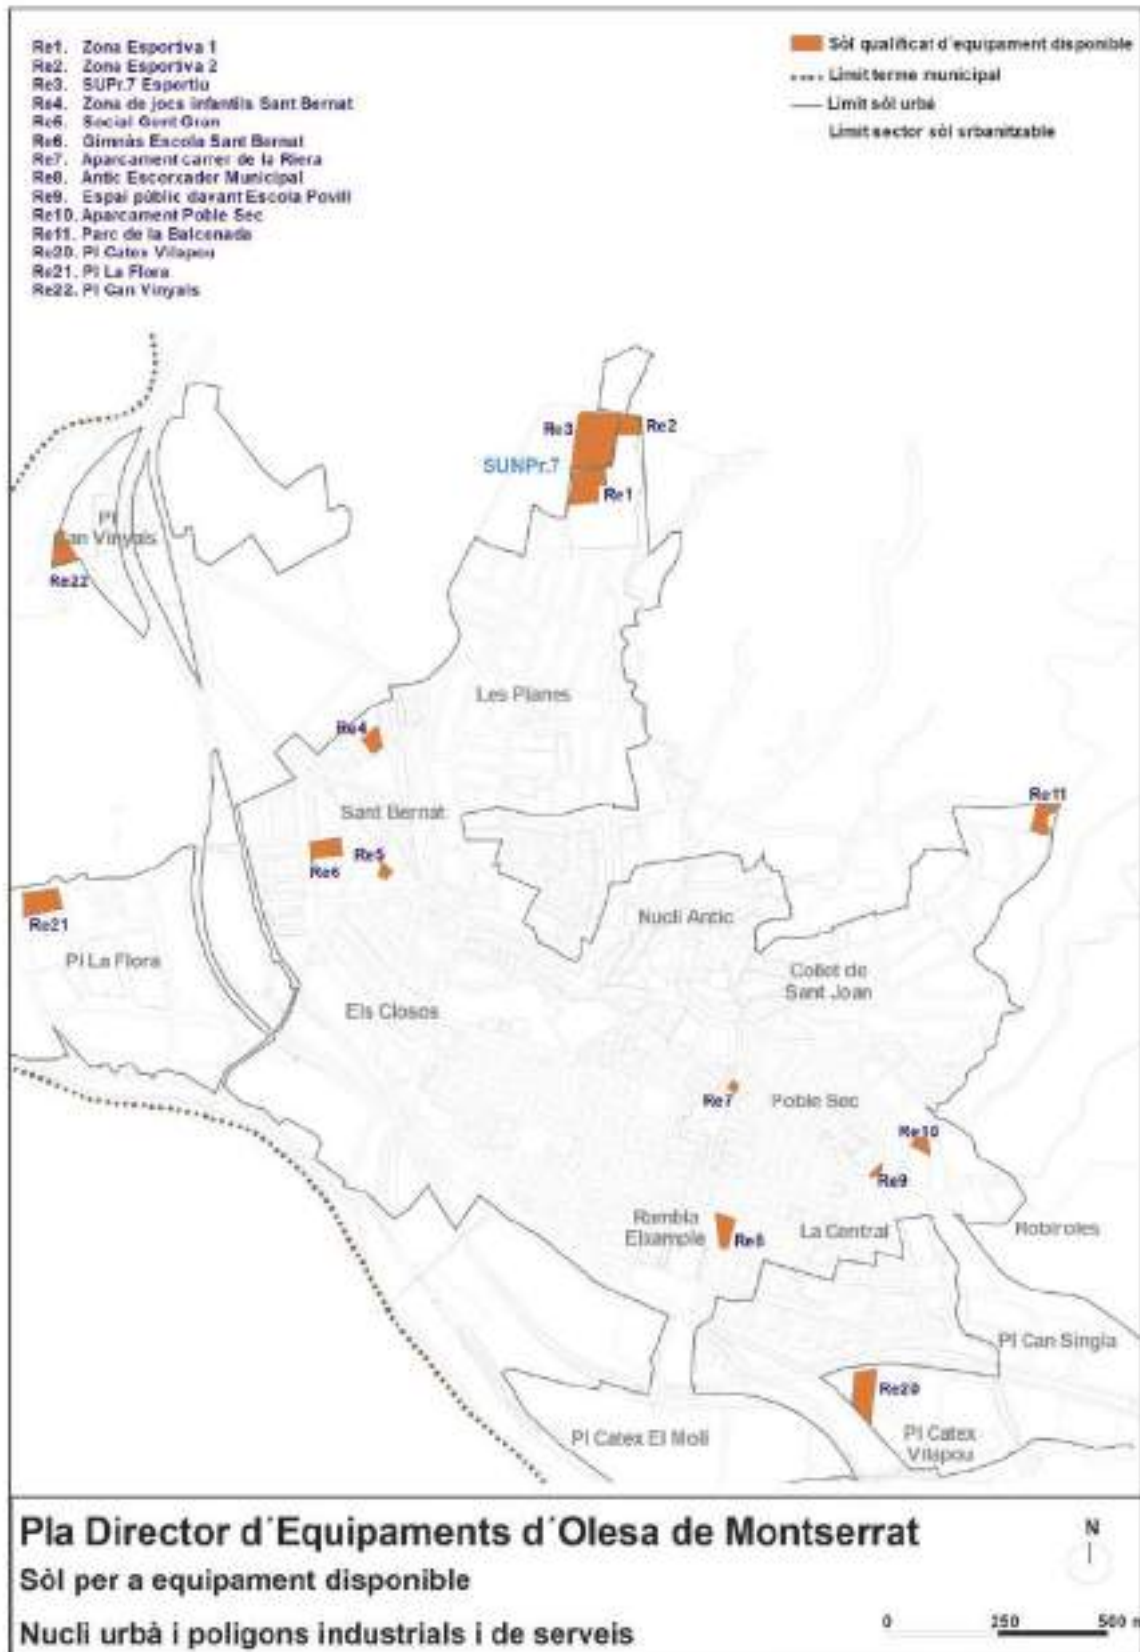 Re1. Zona Esportiva 1
Re2. Zona Esportiva 2
Re3. SUPr.7 Esportiu
Re4. Zona de jocs infantils Sant Bernat
Re5. Social Gent Gran
Re6. Gimnàs Escola Sant Bernat
Re7. Aparcament carrer de la Riera
Re8. Antic Escorxador Municipal
Re9. Espai públic davant Escola Povill
Re10. Aparcament Poble Sec
Re11. Parc de la Balconada
Re20. PI Catex Vilapou
Re21. PI La Flora
Re22. PI Can Vinyals
Sòl qualificat d'equipament disponible
Límit terme municipal
Límit sòl urbà
Límit sector sòl urbanitzable
Re3
Re2
SUNPr.7
Re1
PI
Can Vinyals
Re22
Les Planes
Re4
Sant Bernat
Re11
Re5
Re6
Nucli Antic
Re21
PI La Flora
Collet de
Sant Joan
Els Closos
Re7
Poble Sec
Re10
Re9
Rambla
Eixample
Re8
La Central
Robiroles
PI Can Singla
Re20
PI Catex El Molí
PI Catex
Vilapou
Pla Director d'Equipaments d'Olesa de Montserrat
N
Sòl per a equipament disponible
Nucli urbà i polígons industrials i de serveis
0 250 500 m